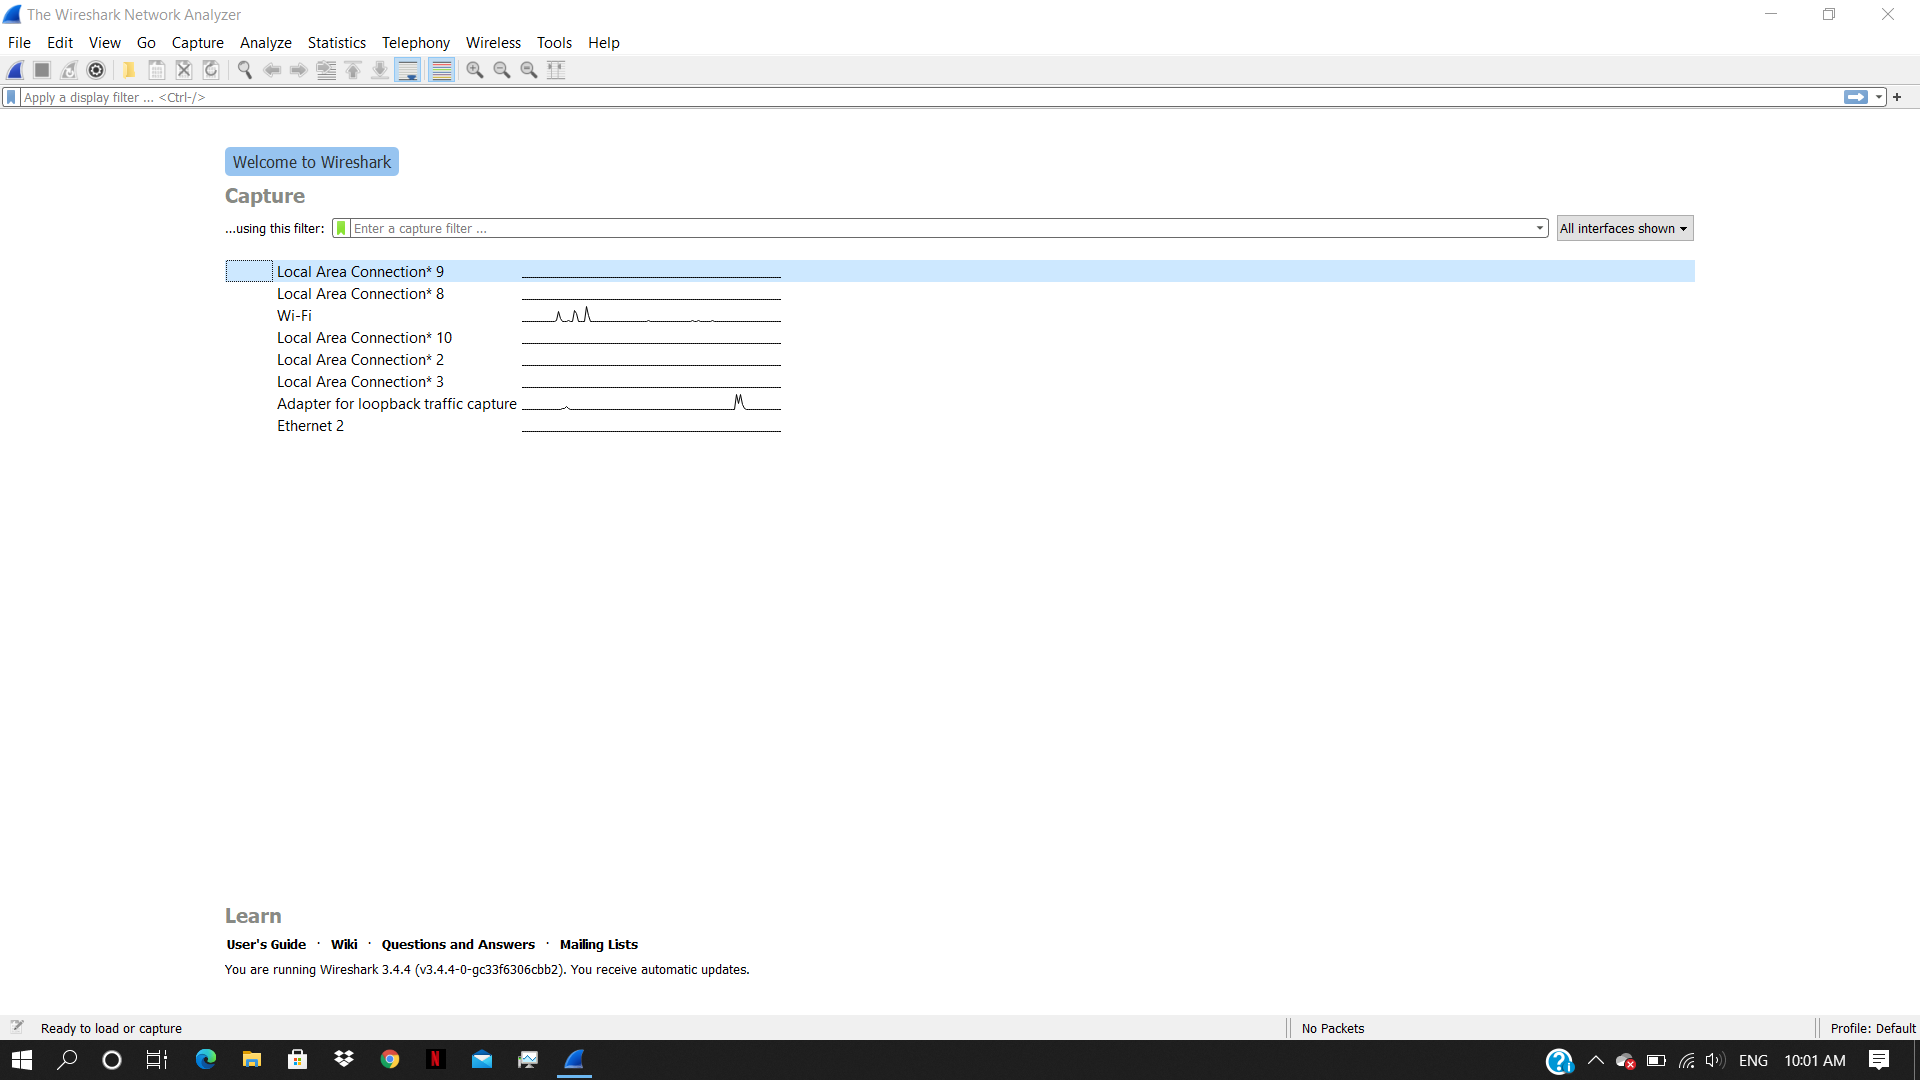 The Wireshark Network Analyzer
File Edit View Go Capture Analyze Statistics Telephony Wireless Tools Help
Apply a display filter ... <Ctrl-/>
Welcome to Wireshark
Capture
...using this filter: Enter a capture filter ... All interfaces shown
Local Area Connection* 9
Local Area Connection* 8
Wi-Fi
Local Area Connection* 10
Local Area Connection* 2
Local Area Connection* 3
Adapter for loopback traffic capture
Ethernet 2
Learn
User's Guide · Wiki · Questions and Answers · Mailing Lists
You are running Wireshark 3.4.4 (v3.4.4-0-gc33f6306cbb2). You receive automatic updates.
Ready to load or capture No Packets Profile: Default
N ENG 10:01 AM